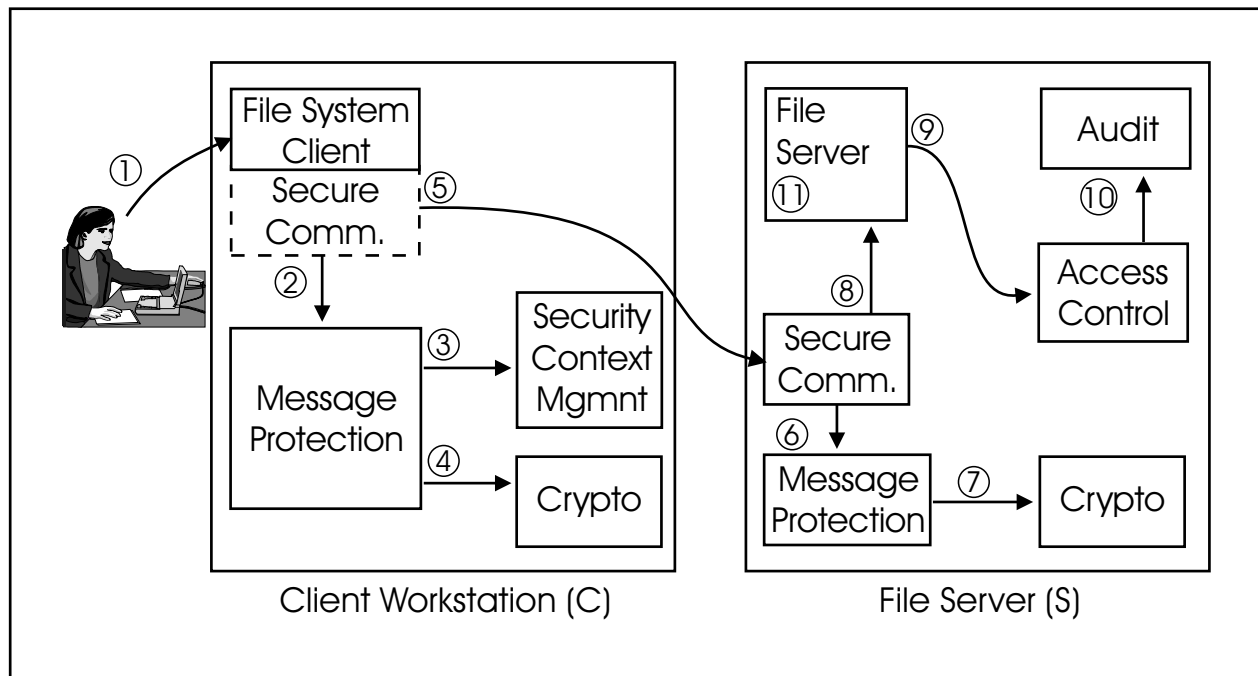 ①
File System
Client
Secure
Comm.
⑤
②
Message
Protection
③
Security
Context
Mgmnt
④
Crypto
Client Workstation (C)
File
Server
⑪
⑨
Audit
⑩
Access
Control
⑧
Secure
Comm.
⑥
Message
Protection
⑦
Crypto
File Server (S)